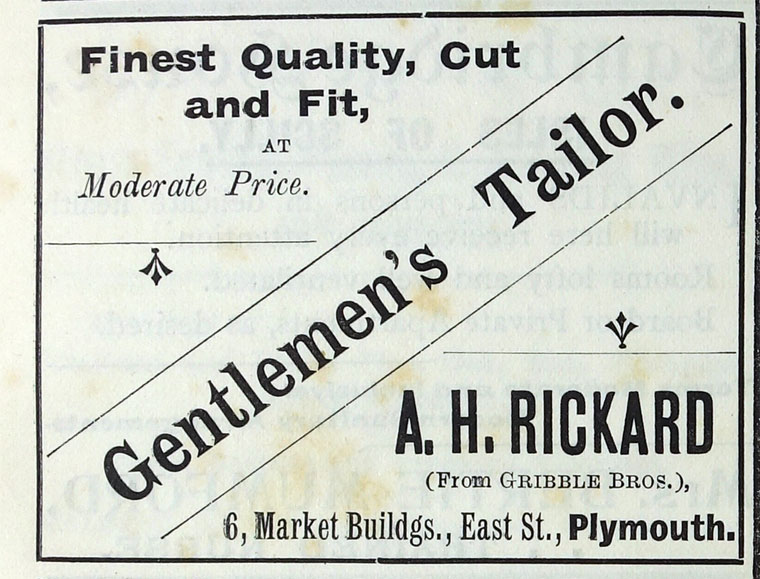 Finest Quality, Cut
and Fit,
AT
Moderate Price.
Gentlemen's Tailor.
A. H. RICKARD
(From GRIBBLE BROS.),
6, Market Buildgs., East St., Plymouth.